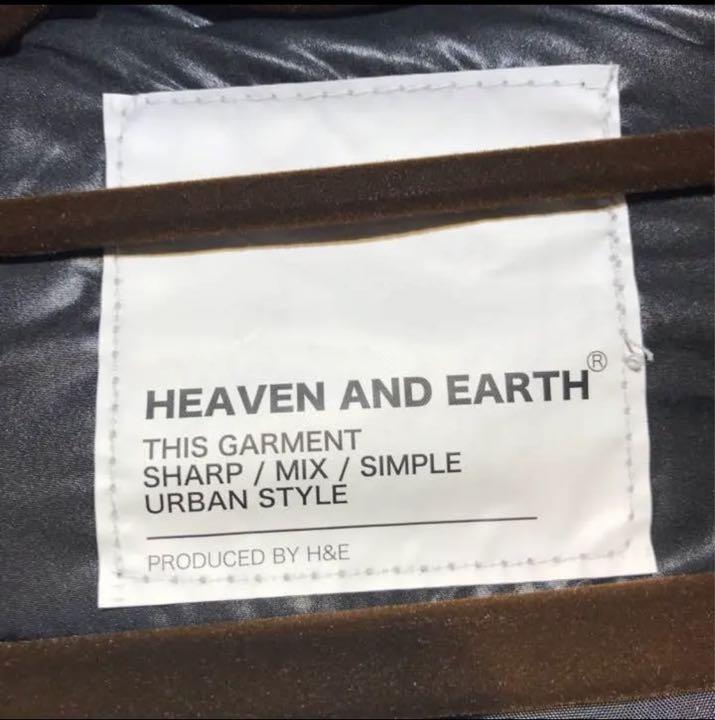 HEAVEN AND EARTH®
THIS GARMENT
SHARP / MIX / SIMPLE
URBAN STYLE
PRODUCED BY H&E